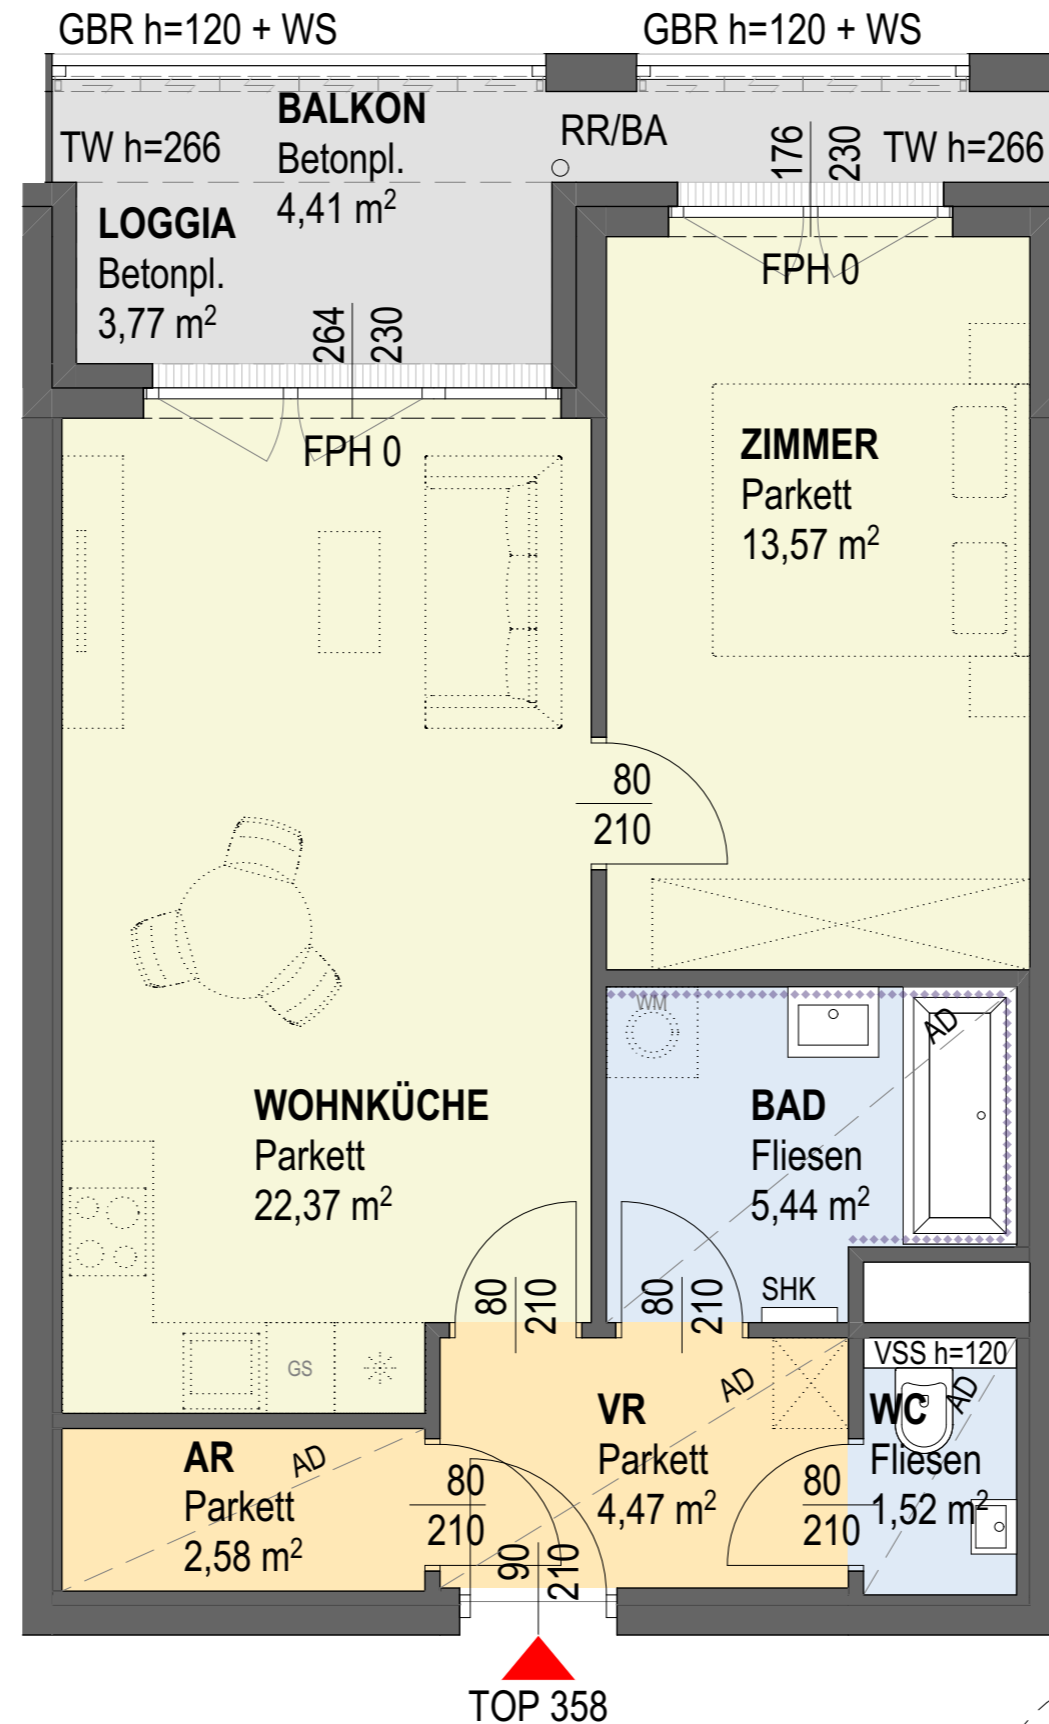 GBR h=120 + WS
GBR h=120 + WS
BALKON
Betonpl.
4,41 m²
TW h=266
RR/BA
176
230
TW h=266
LOGGIA
Betonpl.
3,77 m²
264
230
FPH 0
FPH 0
ZIMMER
Parkett
13,57 m²
80
210
WM
AD
WOHNKÜCHE
Parkett
22,37 m²
BAD
Fliesen
5,44 m²
80
210
80
210
SHK
GS
VSS h=120
AD
AD
VR
Parkett
4,47 m²
WC
Fliesen
1,52 m²
AR
Parkett
2,58 m²
AD
80
210
80
210
90
210
TOP 358